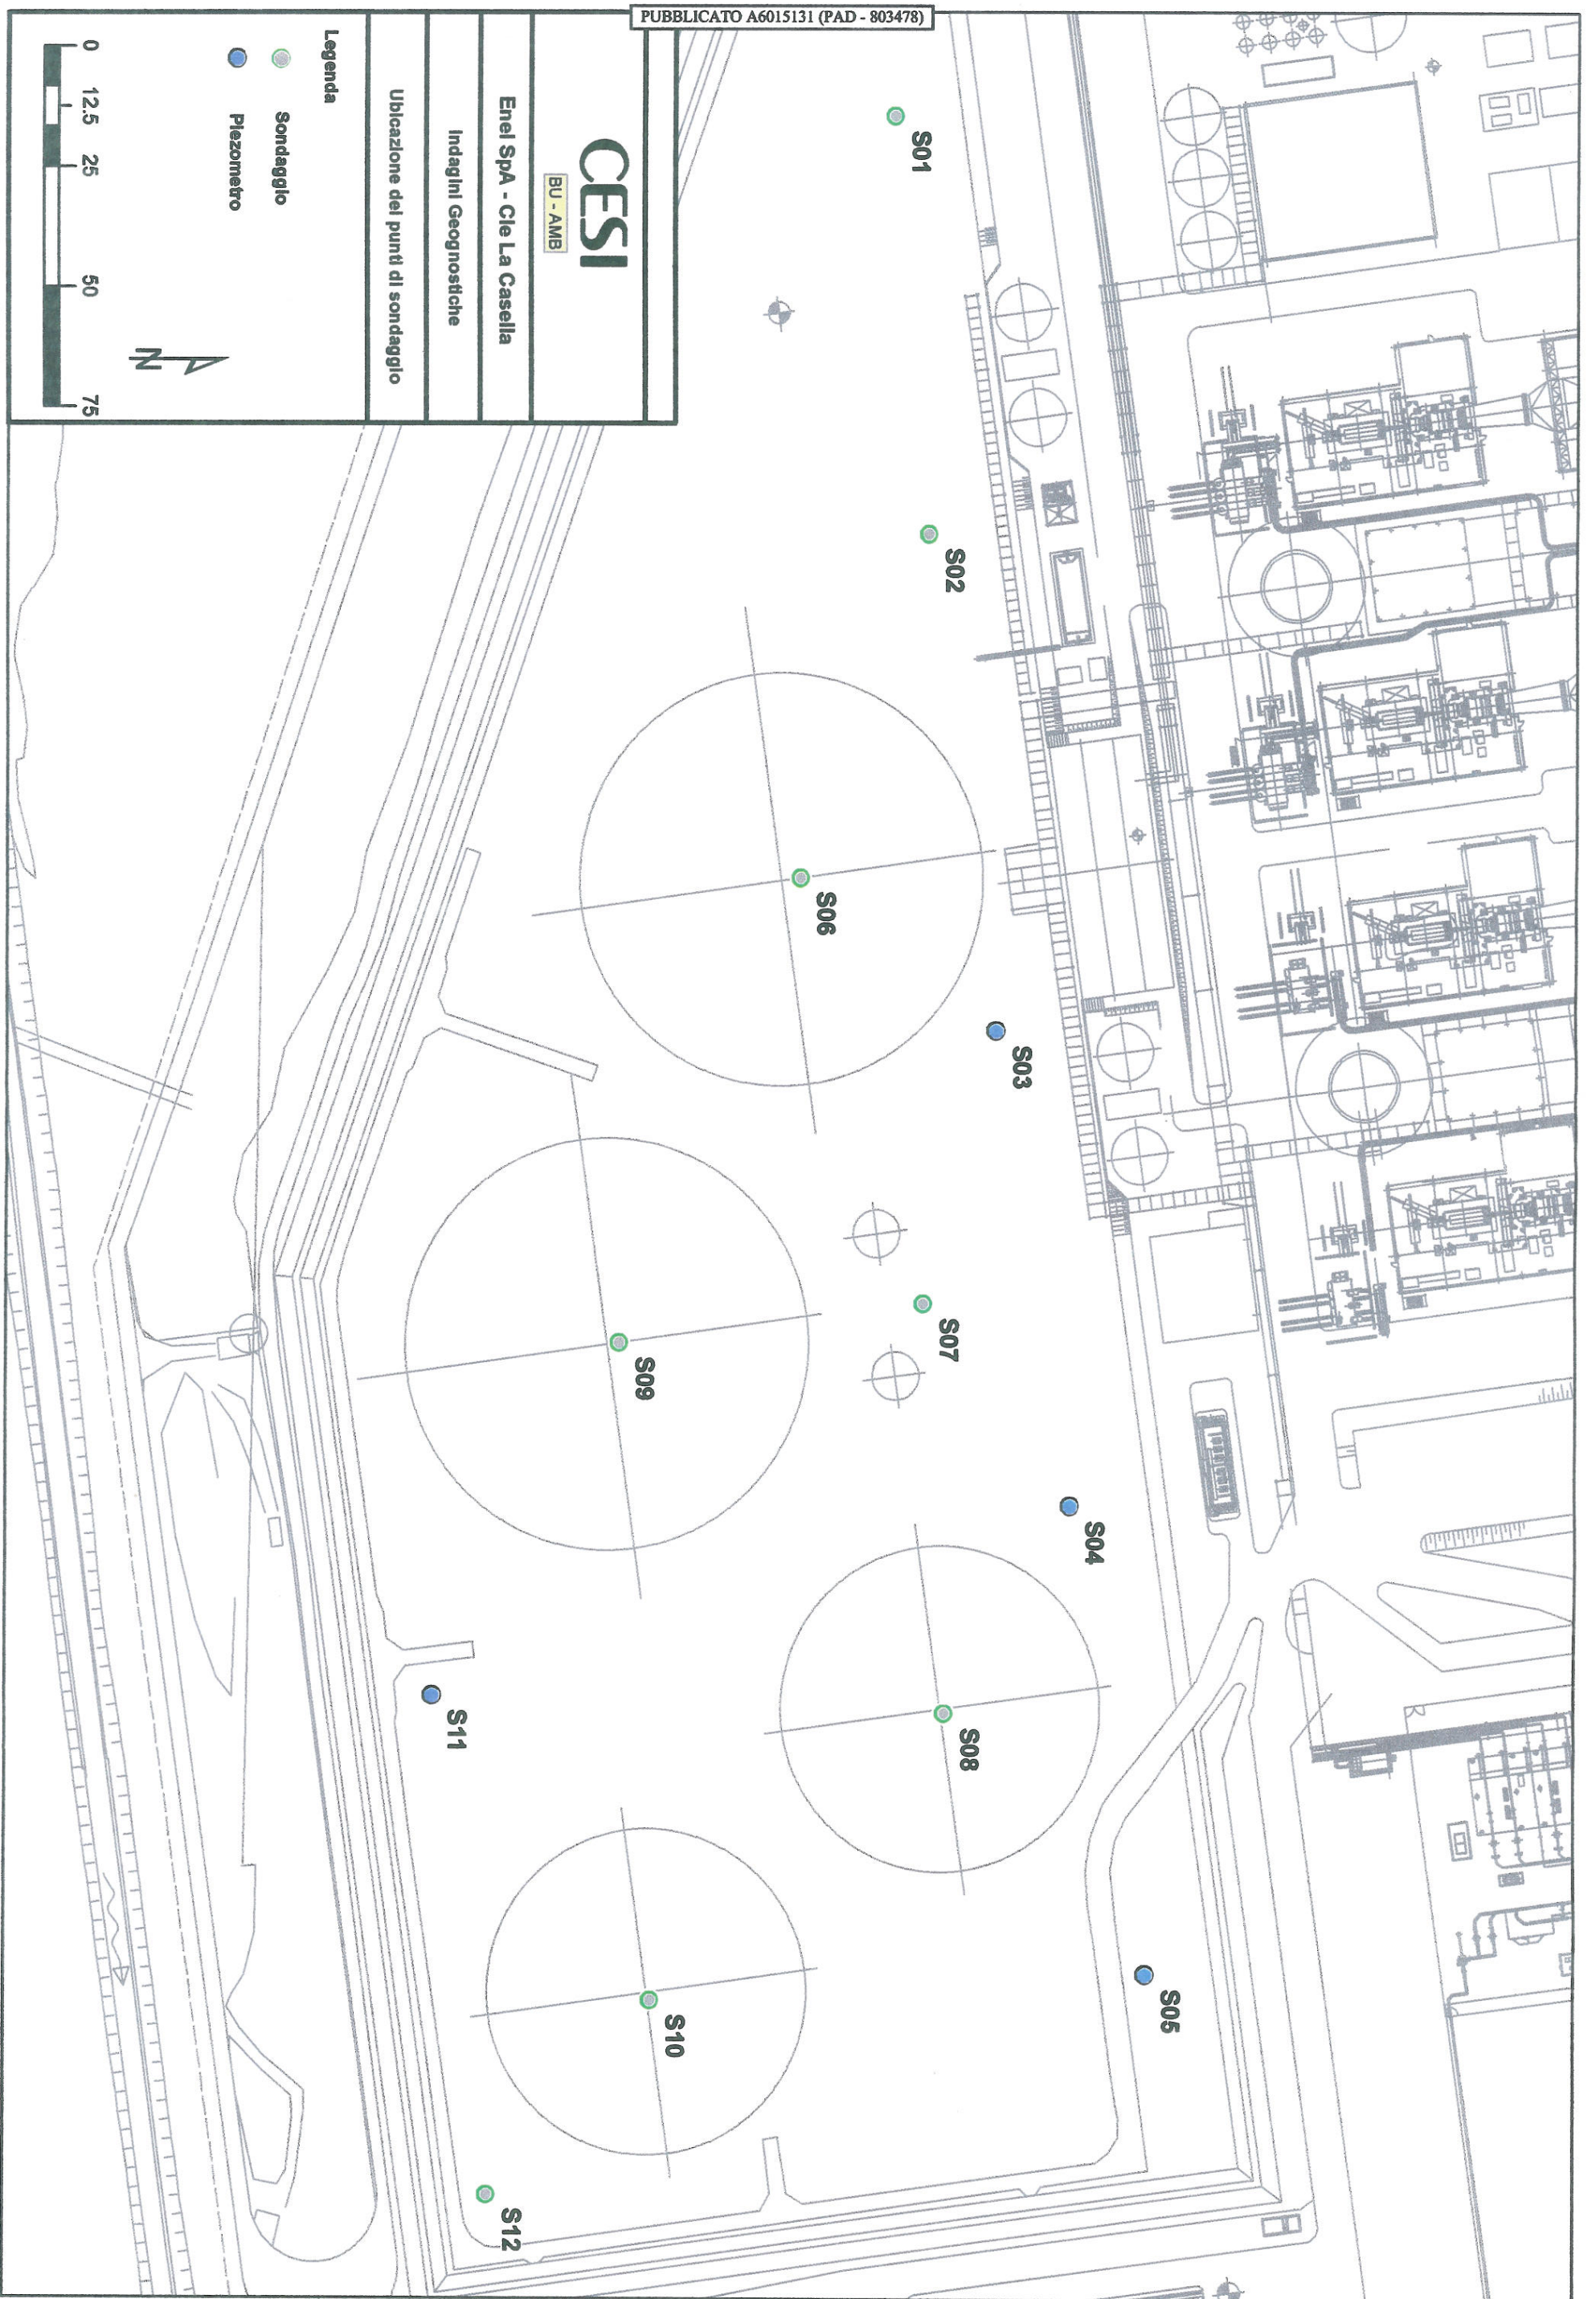 PUBBLICATO A6015131 (PAD - 803478)
CESI
BU - AMB
Enel SpA - Cle La Casella
Indagini Geognostiche
Ubicazione dei punti di sondaggio
Legenda
Sondaggio
Piezometro
N
0 12.5 25 50 75
S01
S02
S06
S03
S07
S09
S04
S11
S08
S05
S10
S12